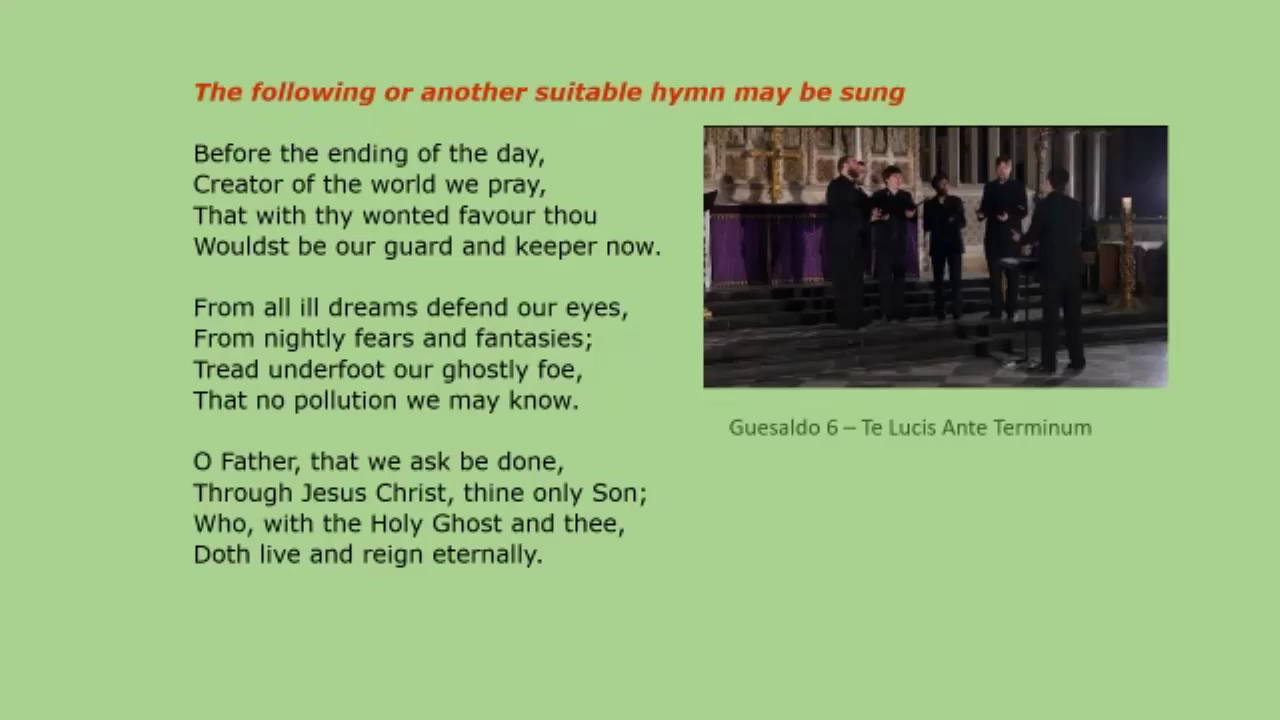 The following or another suitable hymn may be sung
Before the ending of the day,
Creator of the world we pray,
That with thy wonted favour thou
Wouldst be our guard and keeper now.
From all ill dreams defend our eyes,
From nightly fears and fantasies;
Tread underfoot our ghostly foe,
That no pollution we may know.
O Father, that we ask be done,
Through Jesus Christ, thine only Son;
Who, with the Holy Ghost and thee,
Doth live and reign eternally.
Guesaldo 6 – Te Lucis Ante Terminum